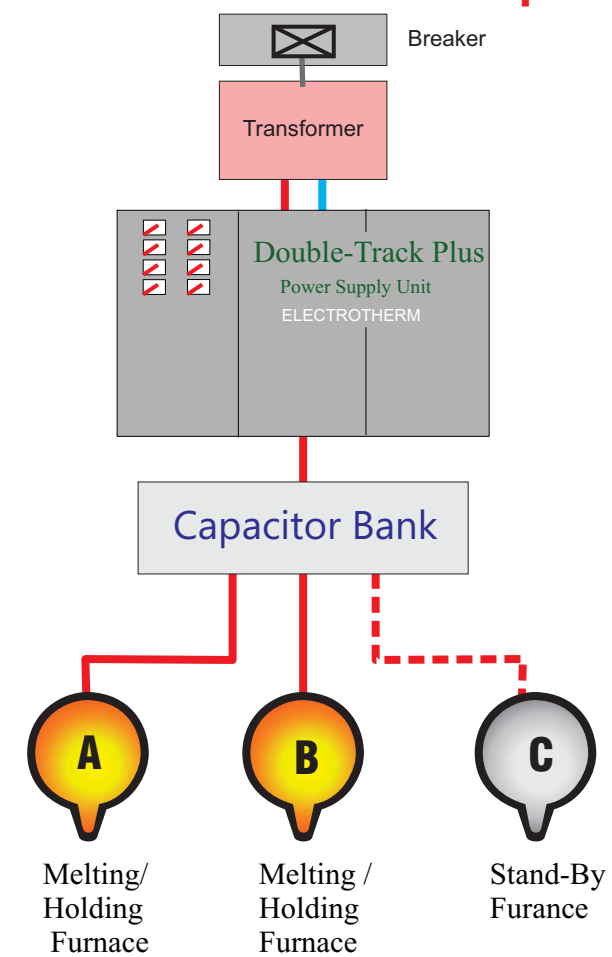 Breaker
Transformer
Double-Track Plus
Power Supply Unit
ELECTROTHERM
Capacitor Bank
A
B
C
Melting/
Holding
Furnace
Melting /
Holding
Furnace
Stand-By
Furance